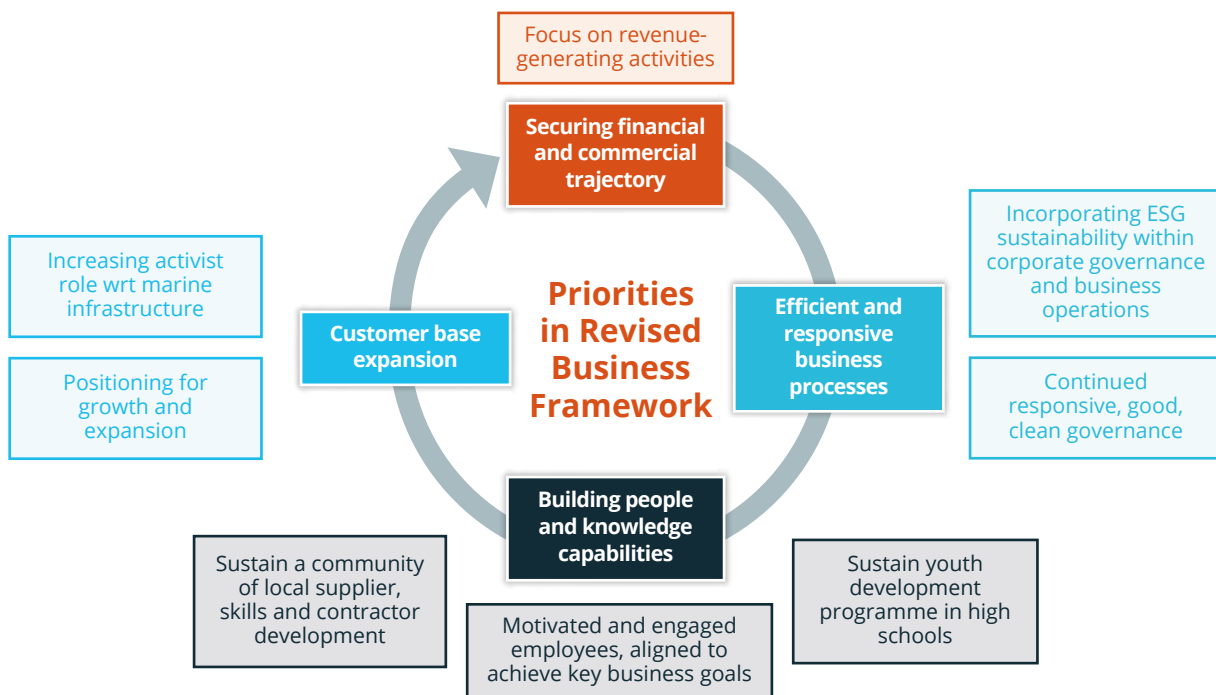 Focus on revenue-
generating activities
Securing financial
and commercial
trajectory
Incorporating ESG
sustainability within
corporate governance
and business
operations
Increasing activist
role wrt marine
infrastructure
Priorities
in Revised
Business
Framework
Efficient and
responsive
business
processes
Customer base
expansion
Positioning for
growth and
expansion
Continued
responsive, good,
clean governance
Building people
and knowledge
capabilities
Sustain a community
of local supplier,
skills and contractor
development
Motivated and engaged
employees, aligned to
achieve key business goals
Sustain youth
development
programme in high
schools